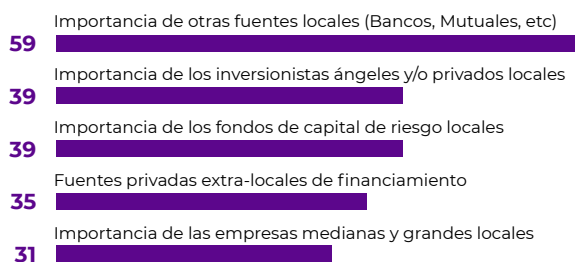 Importancia de otras fuentes locales (Bancos, Mutuales, etc)
59
Importancia de los inversionistas ángeles y/o privados locales
39
Importancia de los fondos de capital de riesgo locales
39
Fuentes privadas extra-locales de financiamiento
35
Importancia de las empresas medianas y grandes locales
31